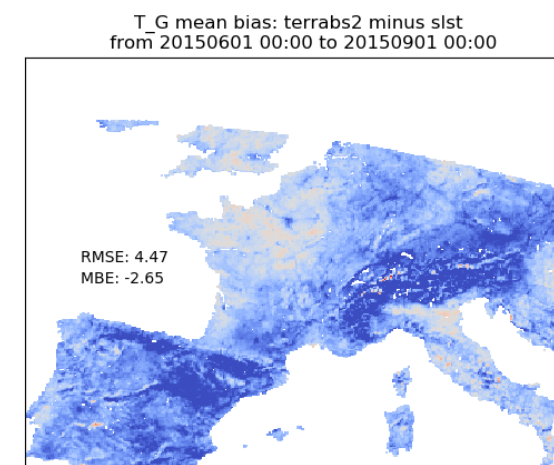 T_G mean bias: terrabs2 minus slst
from 20150601 00:00 to 20150901 00:00
RMSE: 4.47
MBE: -2.65